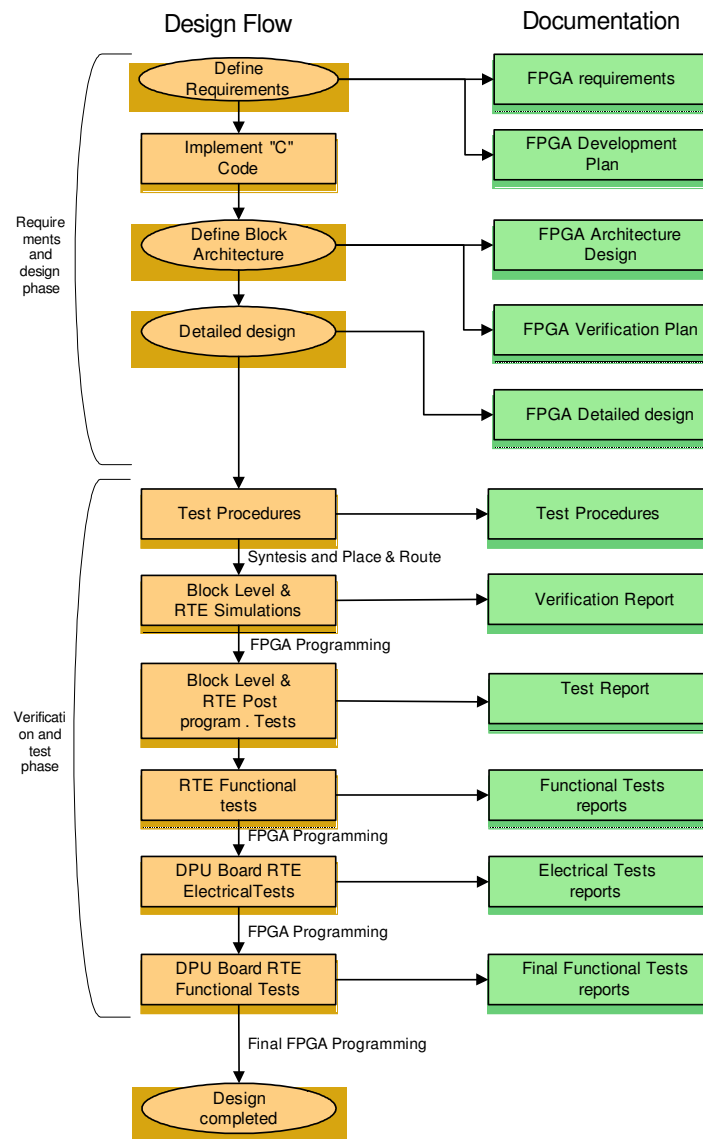 Design Flow
Documentation
Define
Requirements
FPGA requirements
Implement "C"
Code
FPGA Development
Plan
Require
ments and
design
phase
Define Block
Architecture
FPGA Architecture
Design
Detailed design
FPGA Verification Plan
FPGA Detailed design
Test Procedures
Test Procedures
Syntesis and Place & Route
Block Level &
RTE Simulations
Verification Report
FPGA Programming
Block Level &
RTE Post
program . Tests
Test Report
Verificati
on and
test
phase
RTE Functional
tests
Functional Tests
reports
FPGA Programming
DPU Board RTE
ElectricalTests
Electrical Tests
reports
FPGA Programming
DPU Board RTE
Functional Tests
Final Functional Tests
reports
Final FPGA Programming
Design
completed